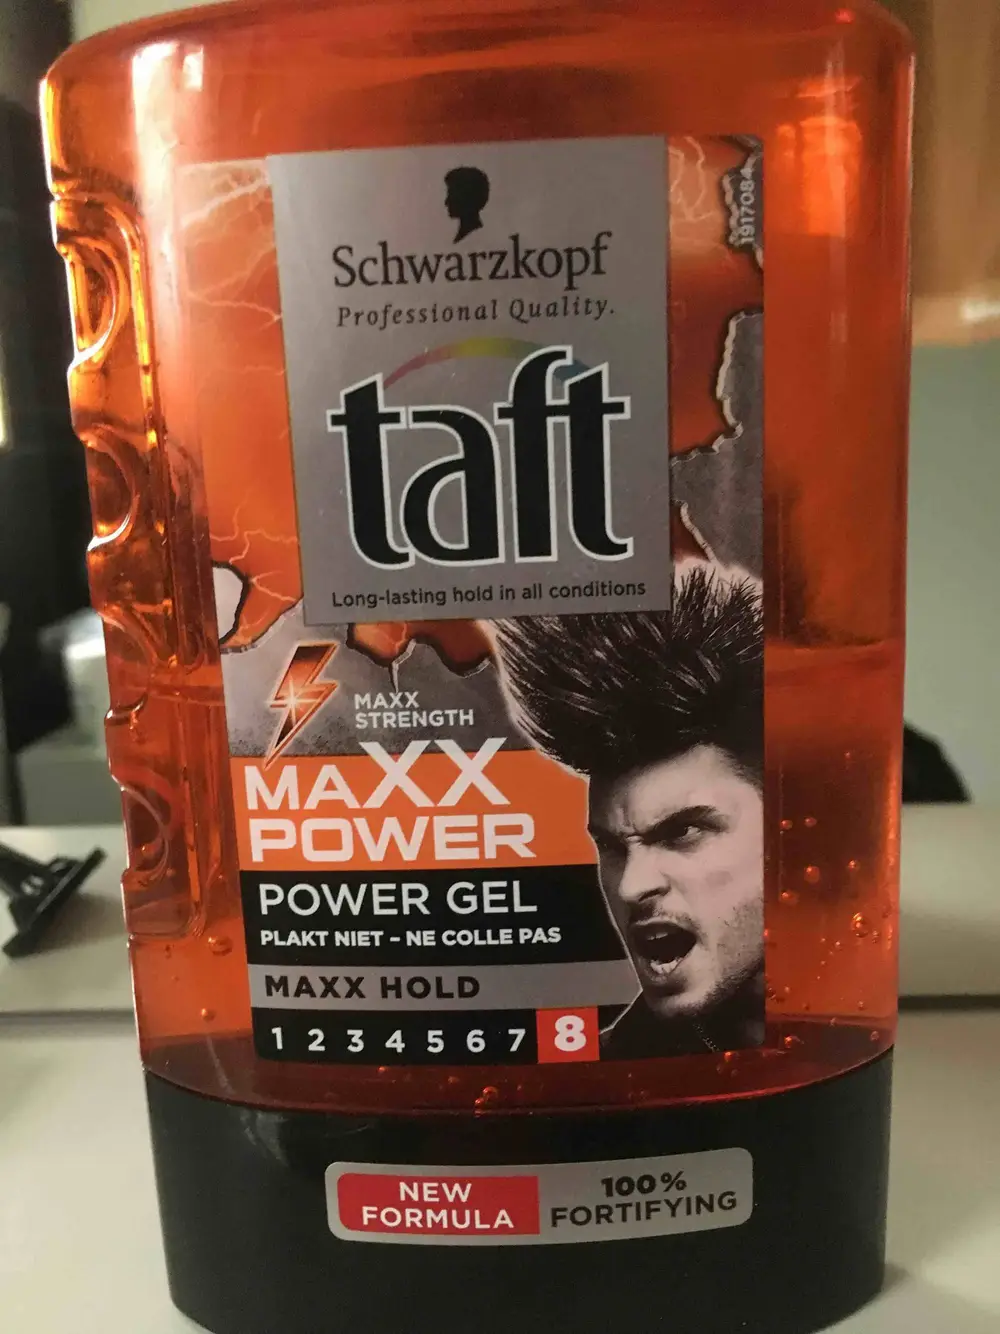 Schwarzkopf
Professional Quality.
taft
Long-lasting hold in all conditions
1917084
MAXX
STRENGTH
MAXX
POWER
POWER GEL
PLAKT NIET - NE COLLE PAS
MAXX HOLD
1 2 3 4 5 6 7 8
NEW
FORMULA
100%
FORTIFYING